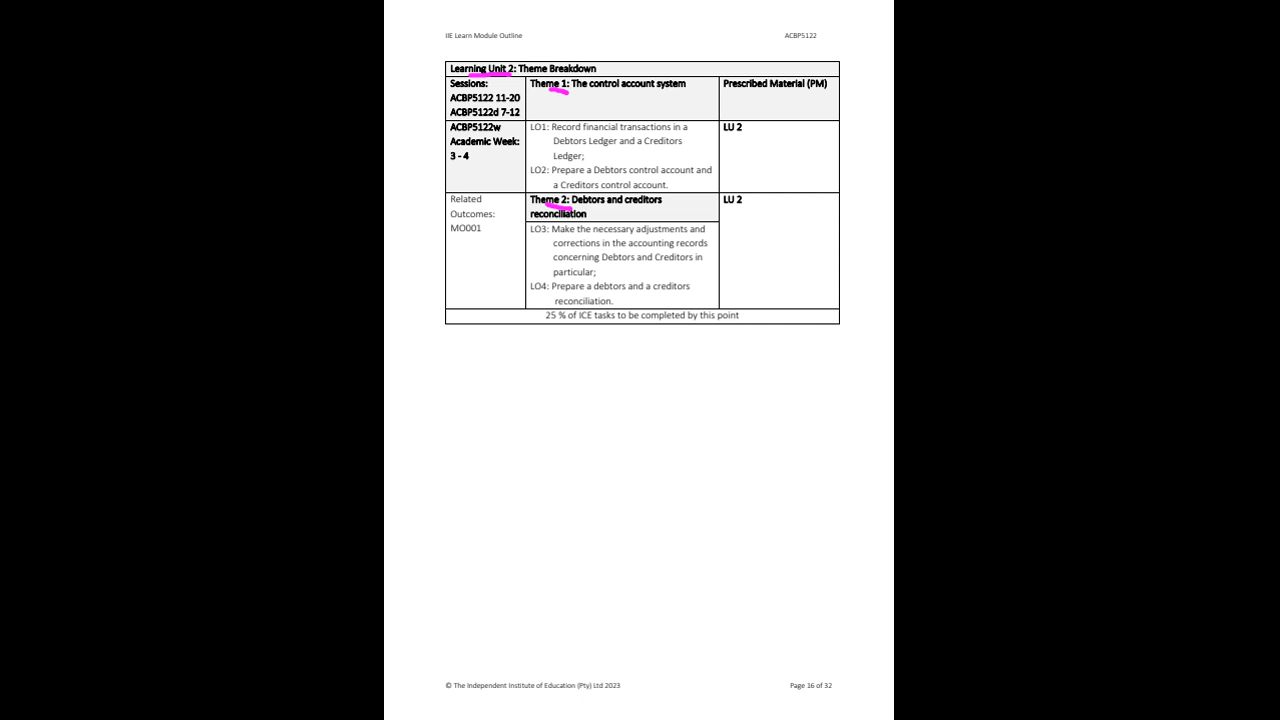 IIE Learn Module Outline ACBP5122
Learning Unit 2: Theme Breakdown
Sessions:
ACBP5122 11-20
ACBP5122d 7-12
Theme 1: The control account system
Prescribed Material (PM)
ACBP5122w
Academic Week:
3 - 4
LO1: Record financial transactions in a
Debtors Ledger and a Creditors
Ledger;
LO2: Prepare a Debtors control account and
a Creditors control account.
LU 2
Related
Outcomes:
MO001
Theme 2: Debtors and creditors
reconciliation
LU 2
LO3: Make the necessary adjustments and
corrections in the accounting records
concerning Debtors and Creditors in
particular;
LO4: Prepare a debtors and a creditors
reconciliation.
25 % of ICE tasks to be completed by this point
© The Independent Institute of Education (Pty) Ltd 2023 Page 16 of 32